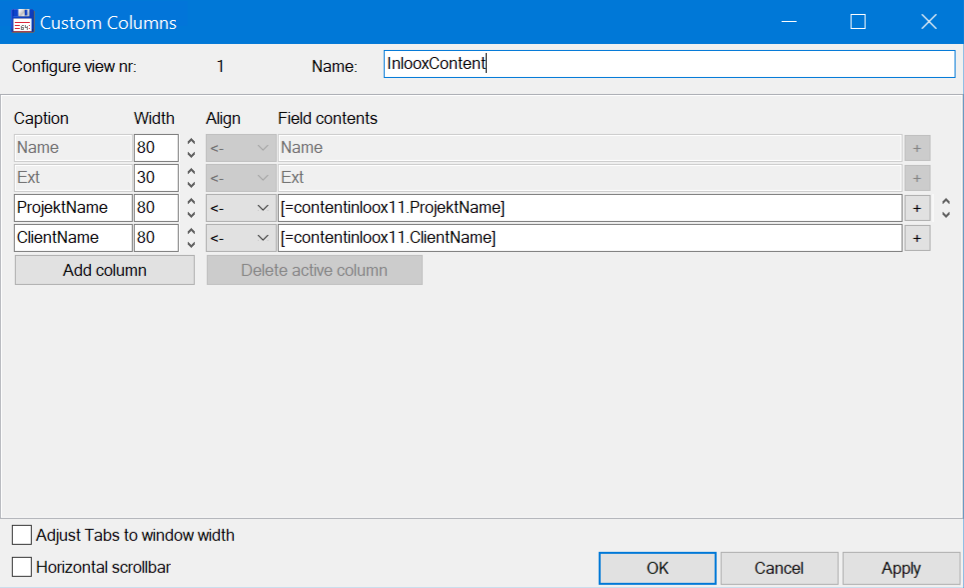 Custom Columns
Configure view nr: 1 Name: InlooxContent
Caption Width Align Field contents
Name 80 <- Name +
Ext 30 <- Ext +
ProjektName 80 <- [=contentinloox11.ProjektName] +
ClientName 80 <- [=contentinloox11.ClientName] +
Add column Delete active column
Adjust Tabs to window width
Horizontal scrollbar
OK Cancel Apply